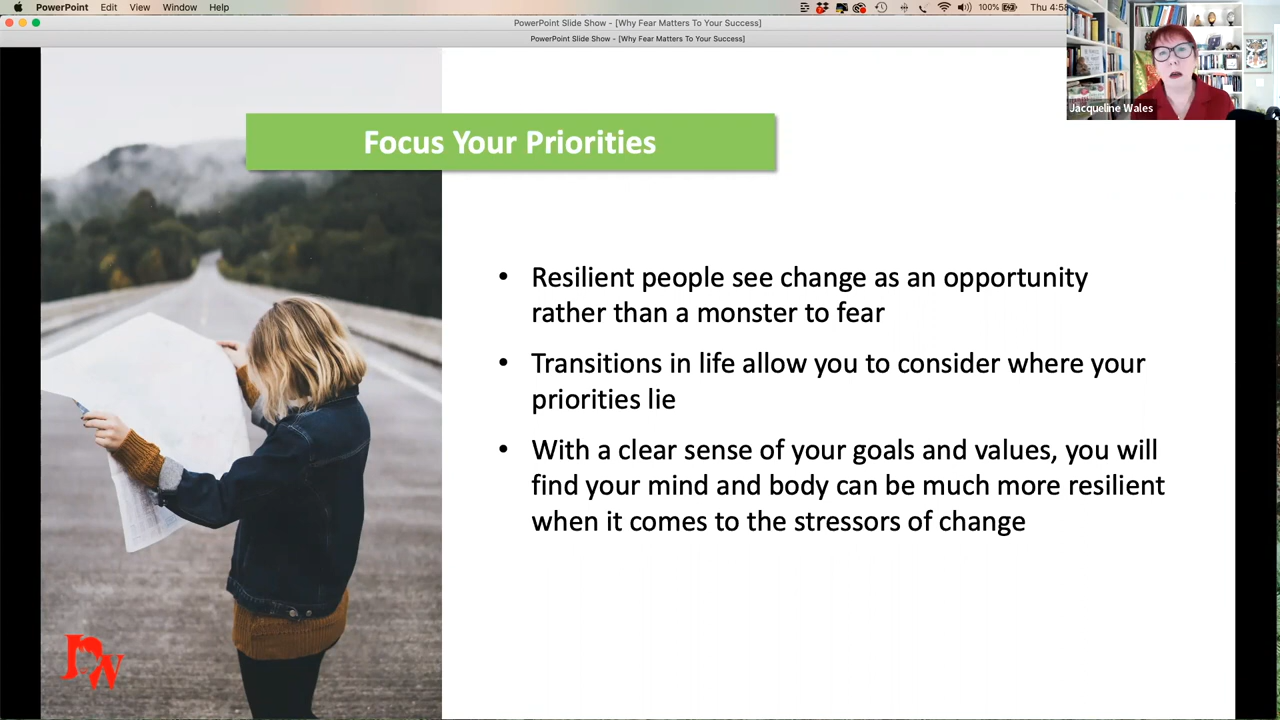 PowerPoint Edit View Window Help 100% Thu 4:58
PowerPoint Slide Show - [Why Fear Matters To Your Success]
PowerPoint Slide Show - [Why Fear Matters To Your Success]
Jacqueline Wales
Focus Your Priorities
• Resilient people see change as an opportunity
rather than a monster to fear
• Transitions in life allow you to consider where your
priorities lie
• With a clear sense of your goals and values, you will
find your mind and body can be much more resilient
when it comes to the stressors of change